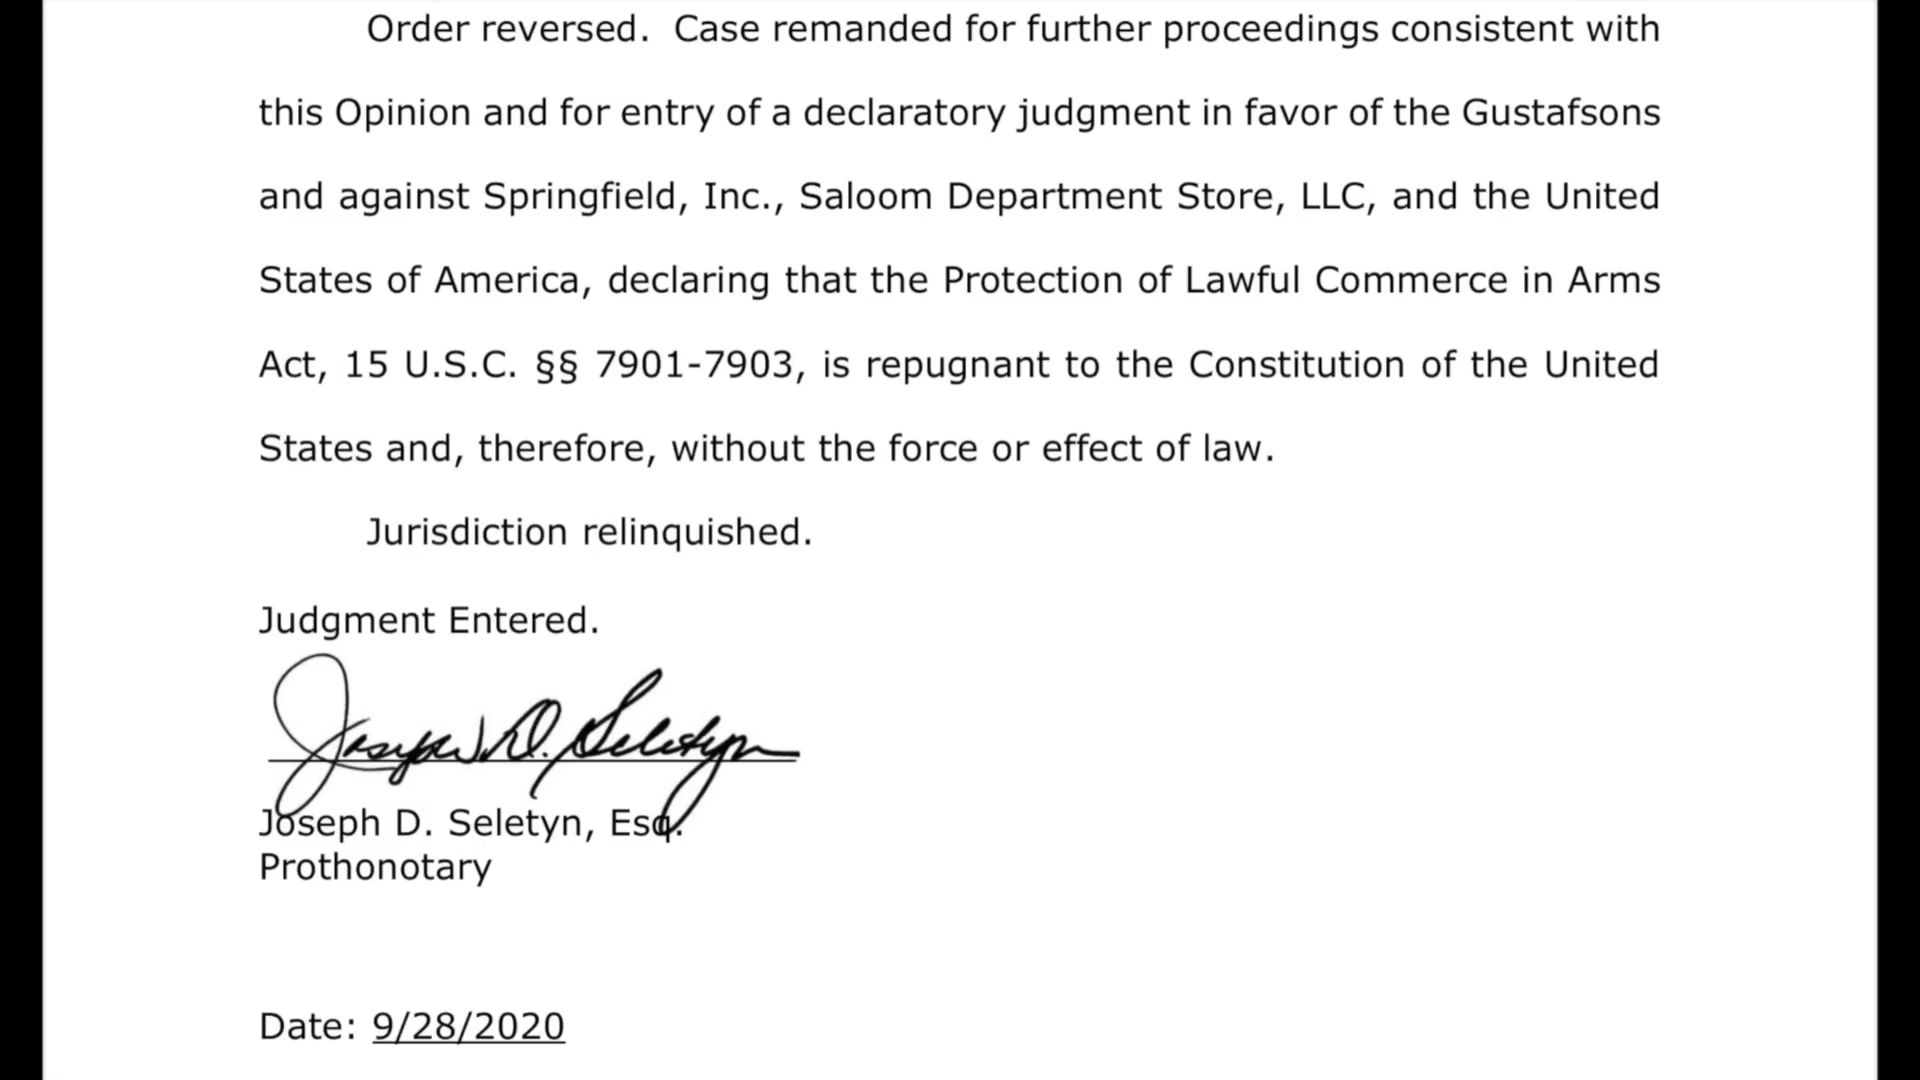 Order reversed. Case remanded for further proceedings consistent with
this Opinion and for entry of a declaratory judgment in favor of the Gustafsons
and against Springfield, Inc., Saloom Department Store, LLC, and the United
States of America, declaring that the Protection of Lawful Commerce in Arms
Act, 15 U.S.C. §§ 7901-7903, is repugnant to the Constitution of the United
States and, therefore, without the force or effect of law.
Jurisdiction relinquished.
Judgment Entered.
Joseph D. Seletyn
Joseph D. Seletyn, Esq.
Prothonotary
Date: 9/28/2020